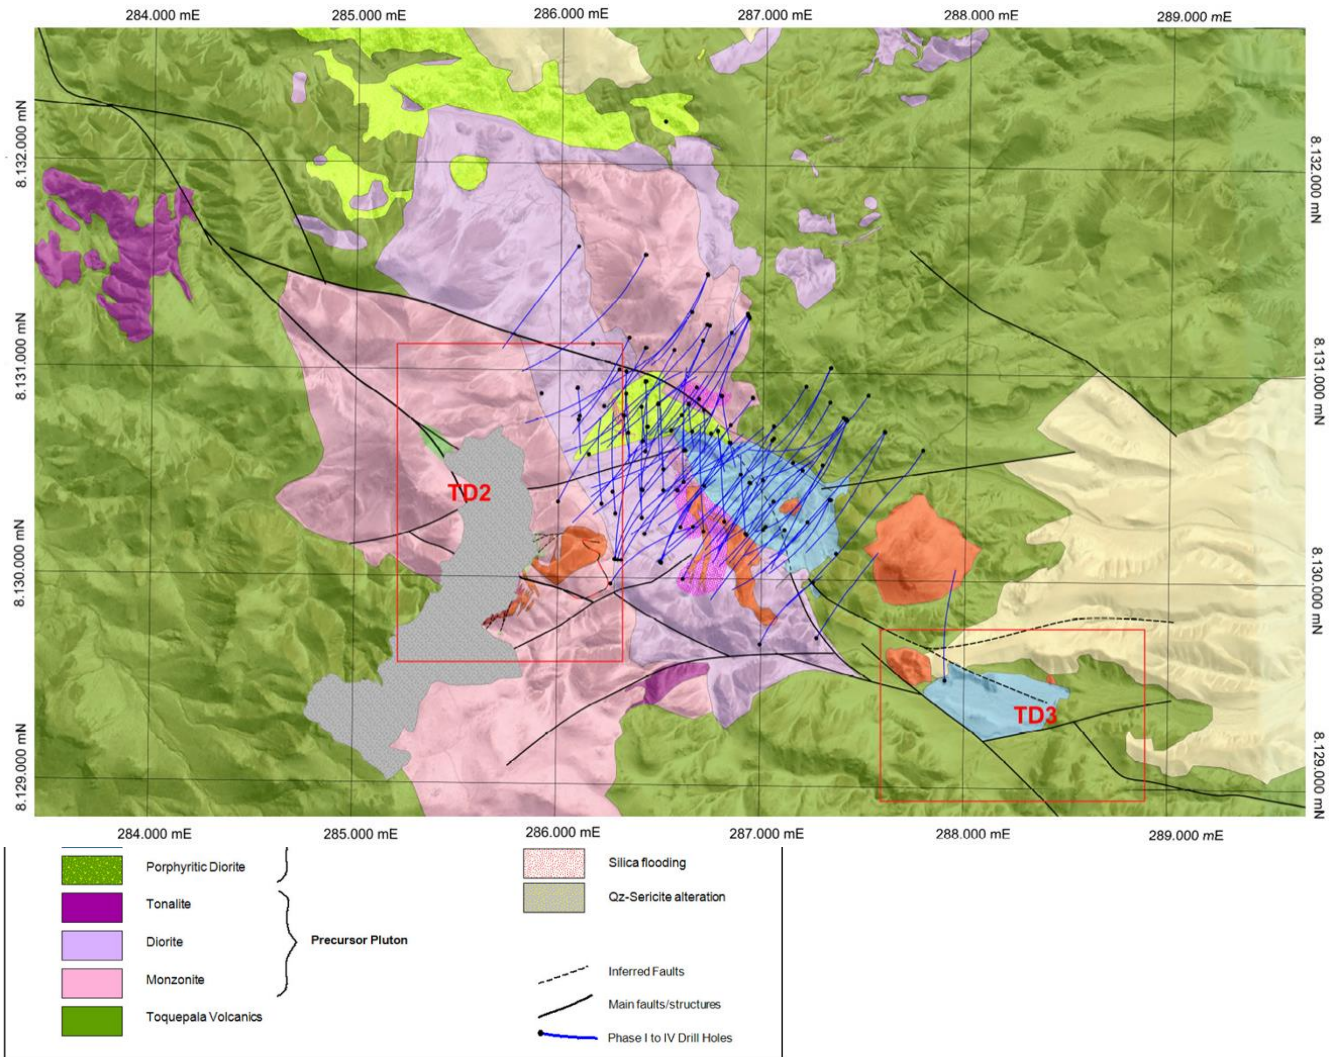 284.000 mE 285.000 mE 286.000 mE 287.000 mE 288.000 mE 289.000 mE
8.132.000 mN
8.132.000 mN
8.131.000 mN
8.131.000 mN
TD2
8.130.000 mN
8.130.000 mN
TD3
8.129.000 mN
8.129.000 mN
284.000 mE 285.000 mE 286.000 mE 287.000 mE 288.000 mE 289.000 mE
Porphyritic Diorite
Tonalite
Diorite
Monzonite
Toquepala Volcanics
Precursor Pluton
Silica flooding
Qz-Sericite alteration
Inferred Faults
Main faults/structures
Phase I to IV Drill Holes